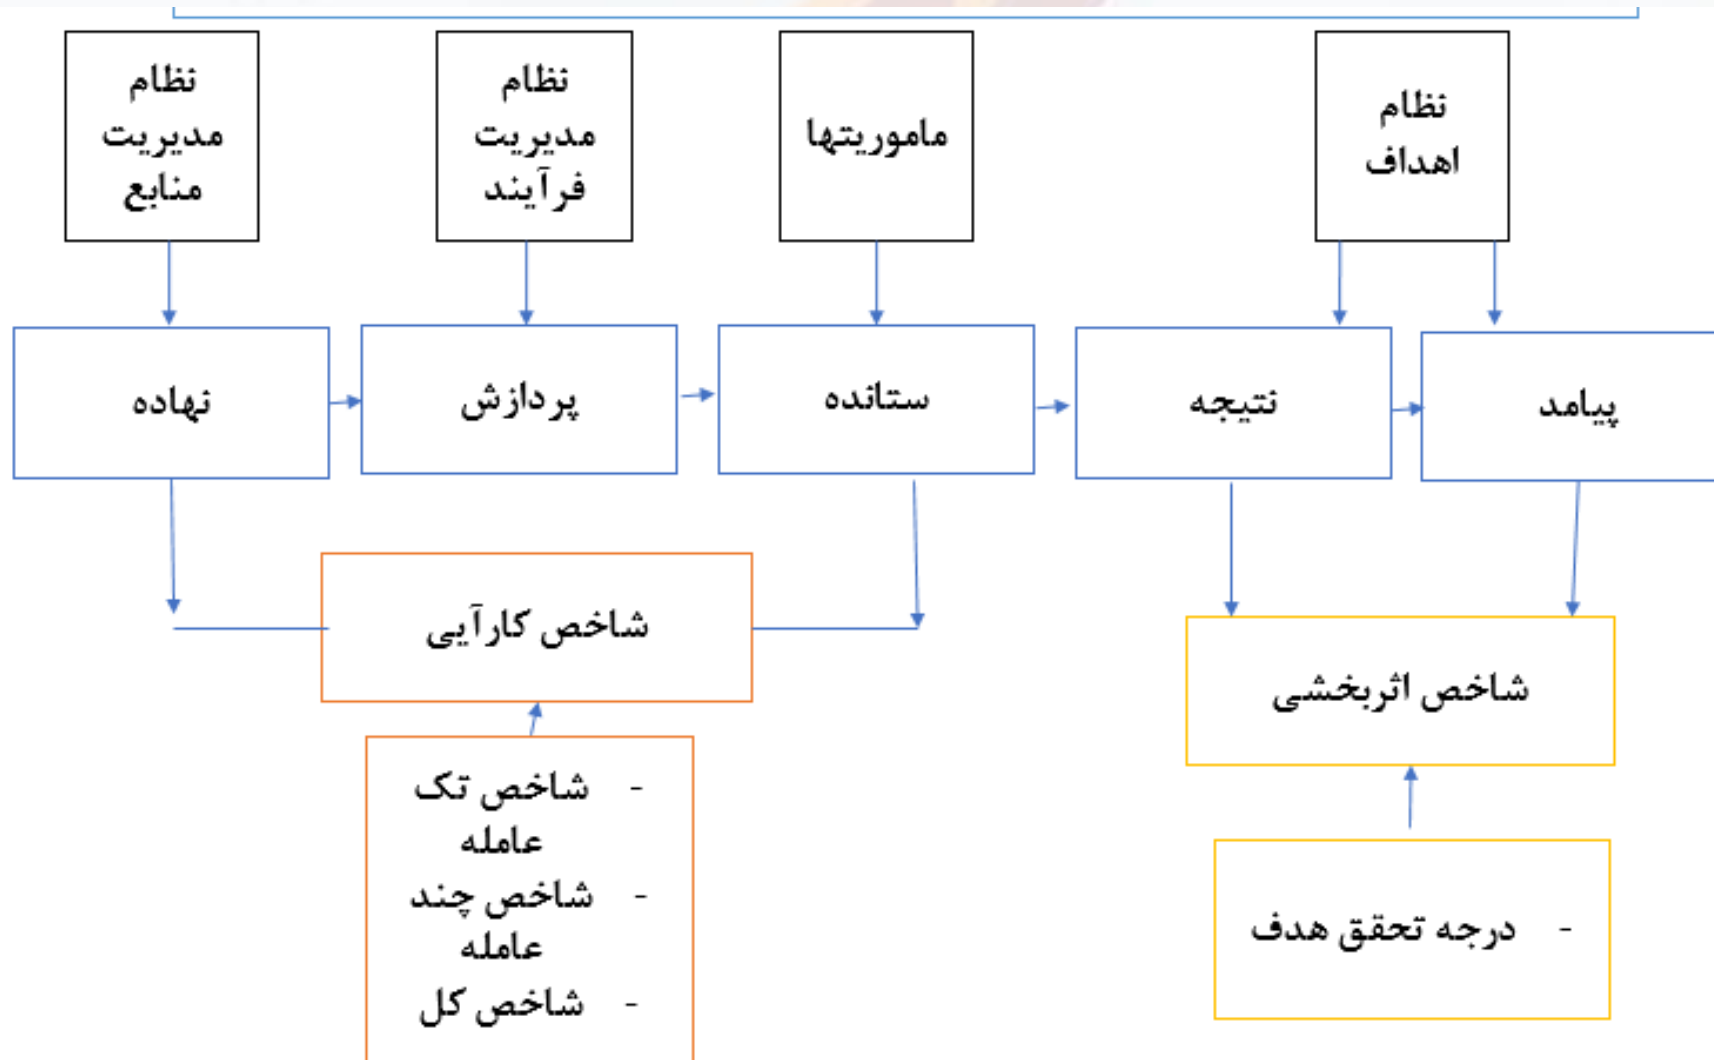 نظام
مدیریت
منابع
نظام
مدیریت
فرآیند
ماموریتها
نظام
اهداف
نهاده
پردازش
ستانده
نتیجه
پیامد
شاخص کارآیی
شاخص اثربخشی
- شاخص تک
عامله
- شاخص چند
عامله
- شاخص کل
- درجه تحقق هدف